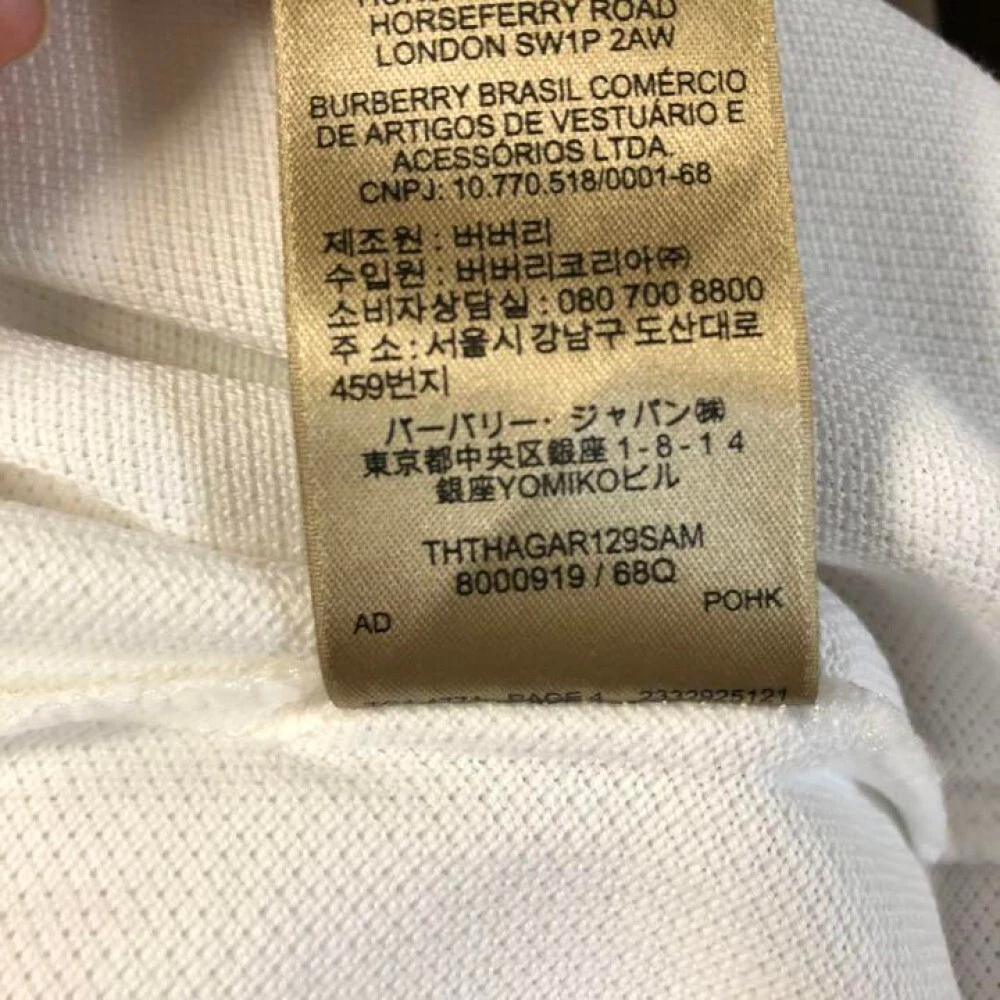 HORSEFERRY ROAD
LONDON SW1P 2AW
BURBERRY BRASIL COMÉRCIO
DE ARTIGOS DE VESTUÁRIO E
ACESSÓRIOS LTDA.
CNPJ: 10.770.518/0001-68
제조원 : 버버리
수입원 : 버버리코리아㈜
소비자상담실 : 080 700 8800
주 소 : 서울시 강남구 도산대로
459번지
バーバリー・ジャパン㈱
東京都中央区銀座 1 - 8 - 1 4
銀座YOMIKOビル
THTHAGAR129SAM
8000919 / 68Q
POHK
AD
PAGE 4 2332925121